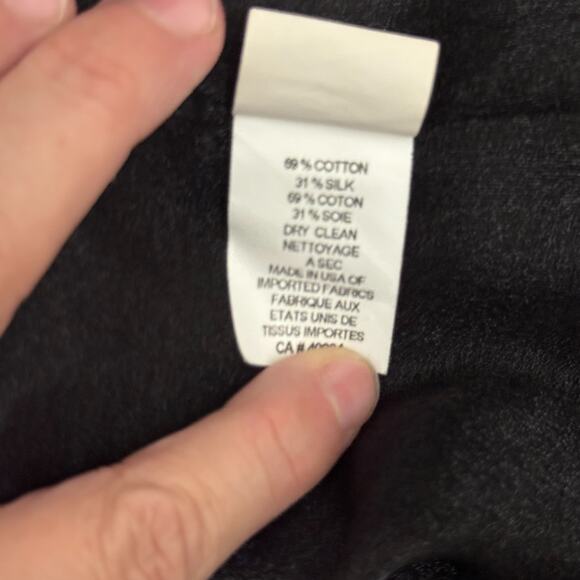 69 % COTTON
31 % SILK
69 % COTON
31 % SOIE
DRY CLEAN
NETTOYAGE
A SEC
MADE IN USA OF
IMPORTED FABRICS
FABRIQUE AUX
ETATS UNIS DE
TISSUS IMPORTES
CA #